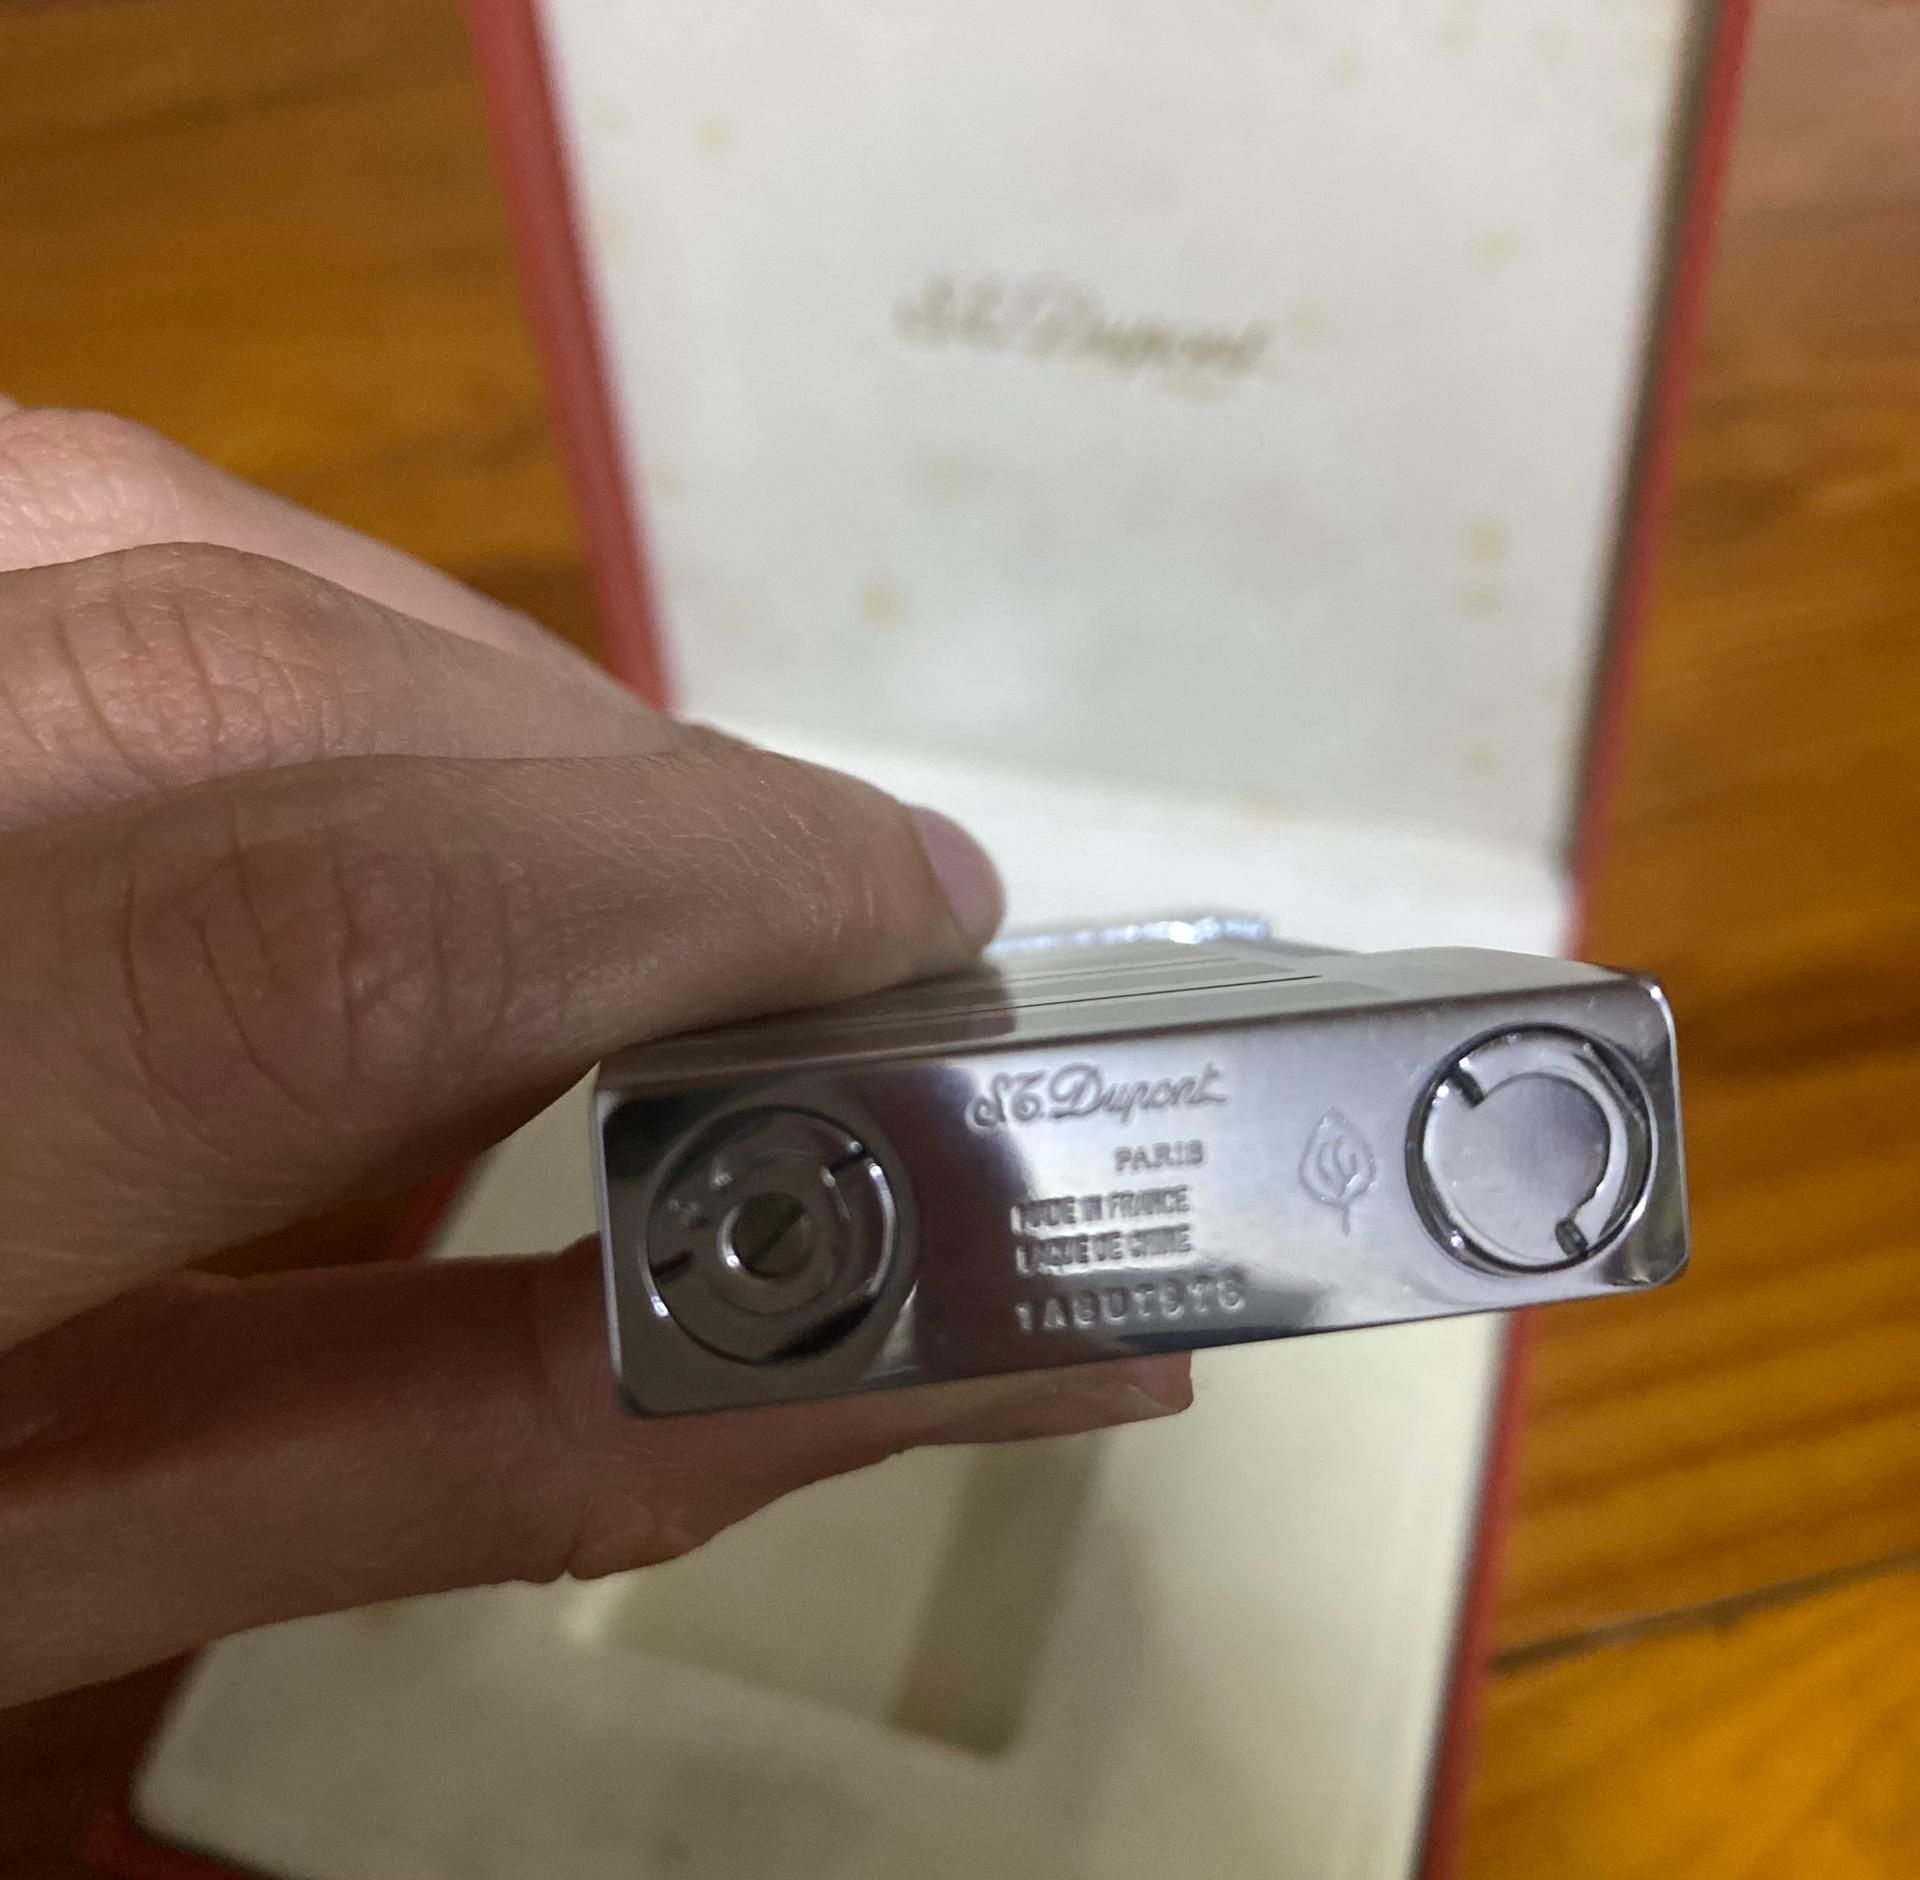 S.T. Dupont
S.T. Dupont
PARIS
MADE IN FRANCE
LAQUE DE CHINE